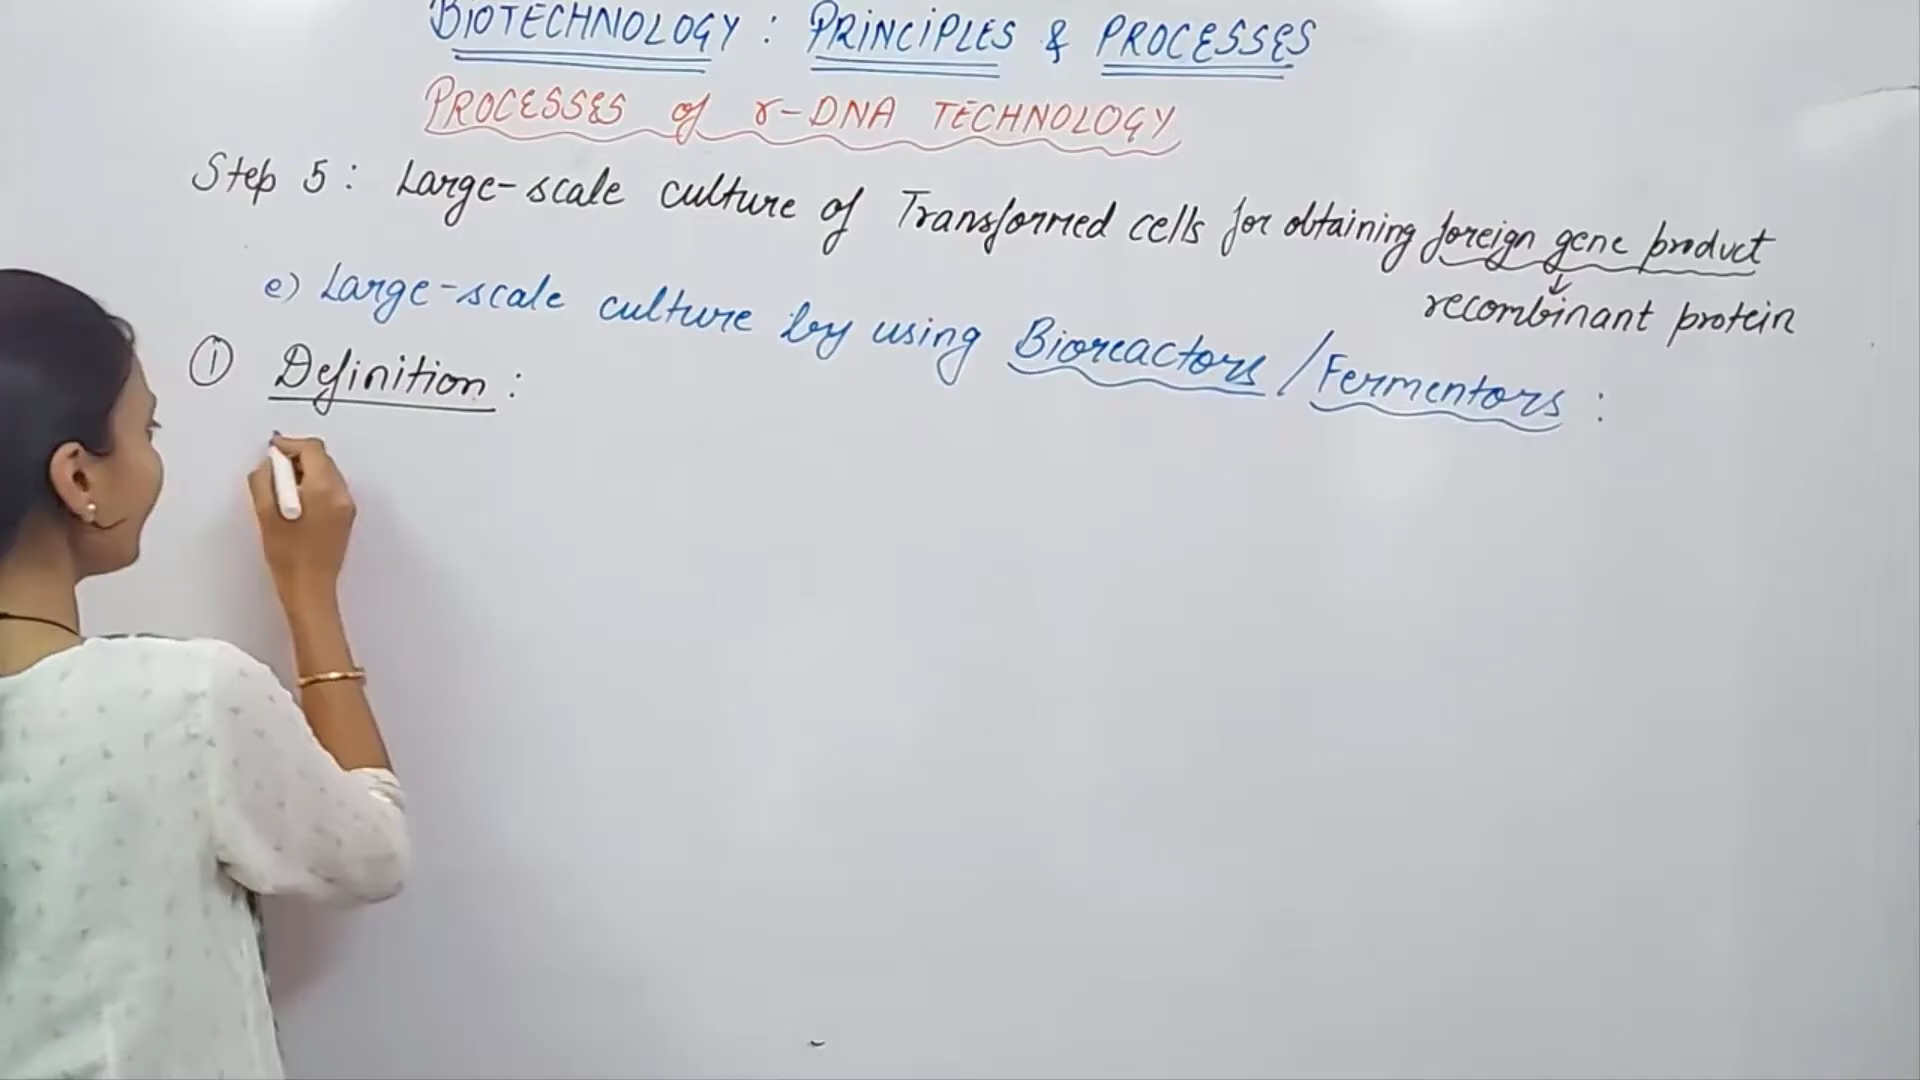 BIOTECHNOLOGY : PRINCIPLES & PROCESSES
PROCESSES of r-DNA TECHNOLOGY
Step 5 : Large-scale culture of Transformed cells for obtaining foreign gene product
↓
recombinant protein
e) Large-scale culture by using Bioreactors / Fermentors :
① Definition :